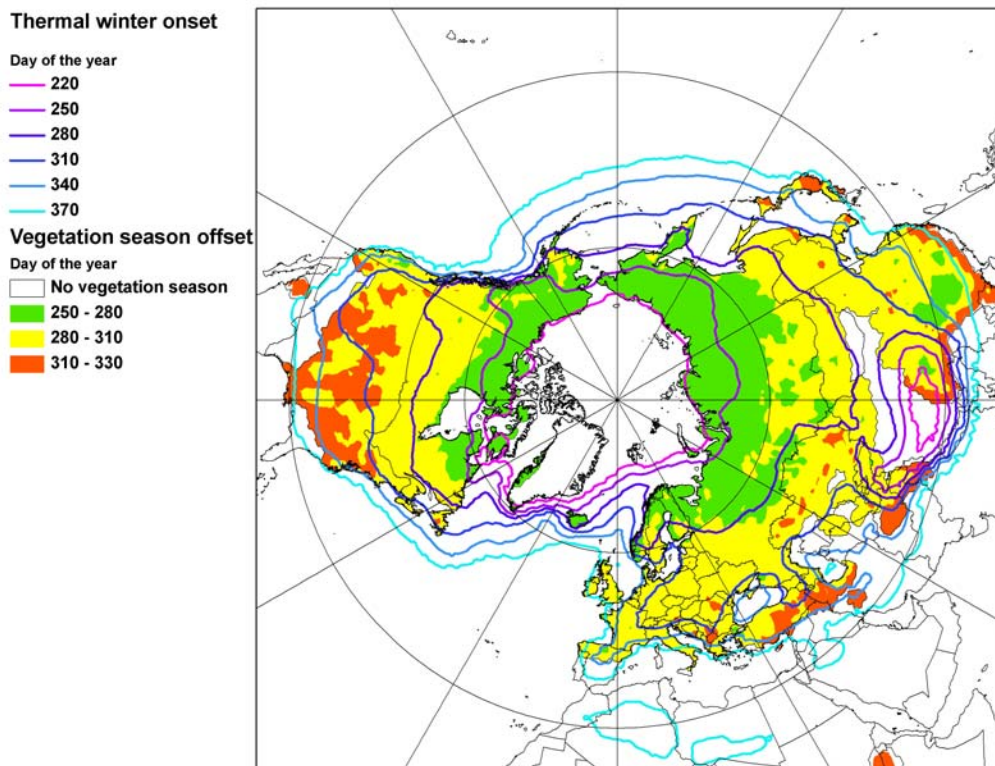 Thermal winter onset
Day of the year
220
250
280
310
340
370
Vegetation season offset
Day of the year
No vegetation season
250 - 280
280 - 310
310 - 330